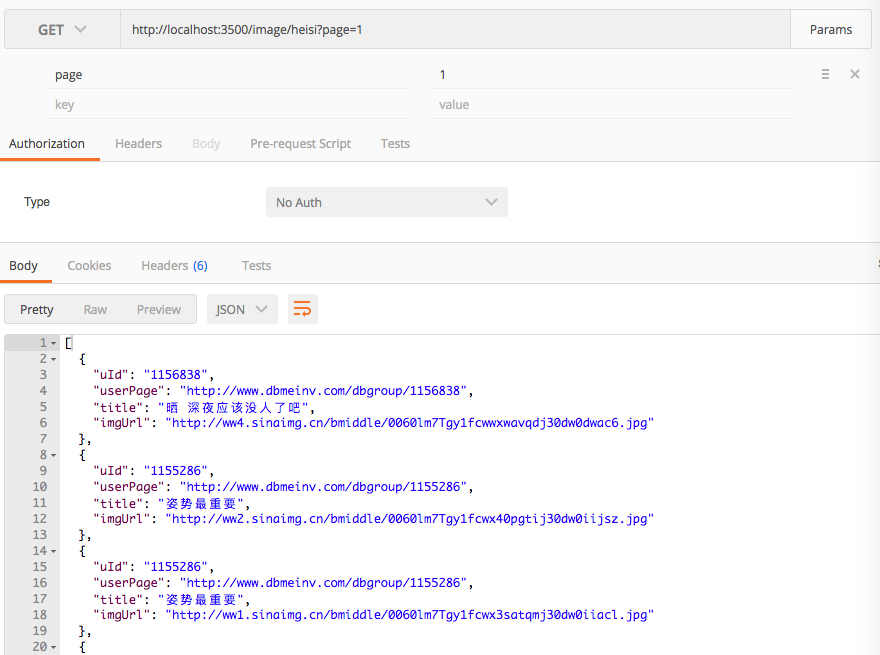 GET http://localhost:3500/image/heisi?page=1 Params
page 1
key value
Authorization Headers Body Pre-request Script Tests
Type No Auth
Body Cookies Headers (6) Tests
Pretty Raw Preview JSON
1 [
2 {
3 "uId": "1156838",
4 "userPage": "http://www.dbmeinv.com/dbgroup/1156838",
5 "title": "晒 深夜应该没人了吧",
6 "imgUrl": "http://ww4.sinaimg.cn/bmiddle/0060lm7Tgy1fcwwxwavqdj30dw0dwac6.jpg"
7 },
8 {
9 "uId": "1155286",
10 "userPage": "http://www.dbmeinv.com/dbgroup/1155286",
11 "title": "姿势最重要",
12 "imgUrl": "http://ww2.sinaimg.cn/bmiddle/0060lm7Tgy1fcwx40pgtij30dw0iijsz.jpg"
13 },
14 {
15 "uId": "1155286",
16 "userPage": "http://www.dbmeinv.com/dbgroup/1155286",
17 "title": "姿势最重要",
18 "imgUrl": "http://ww1.sinaimg.cn/bmiddle/0060lm7Tgy1fcwx3satqmj30dw0iiacl.jpg"
19 },
20 {